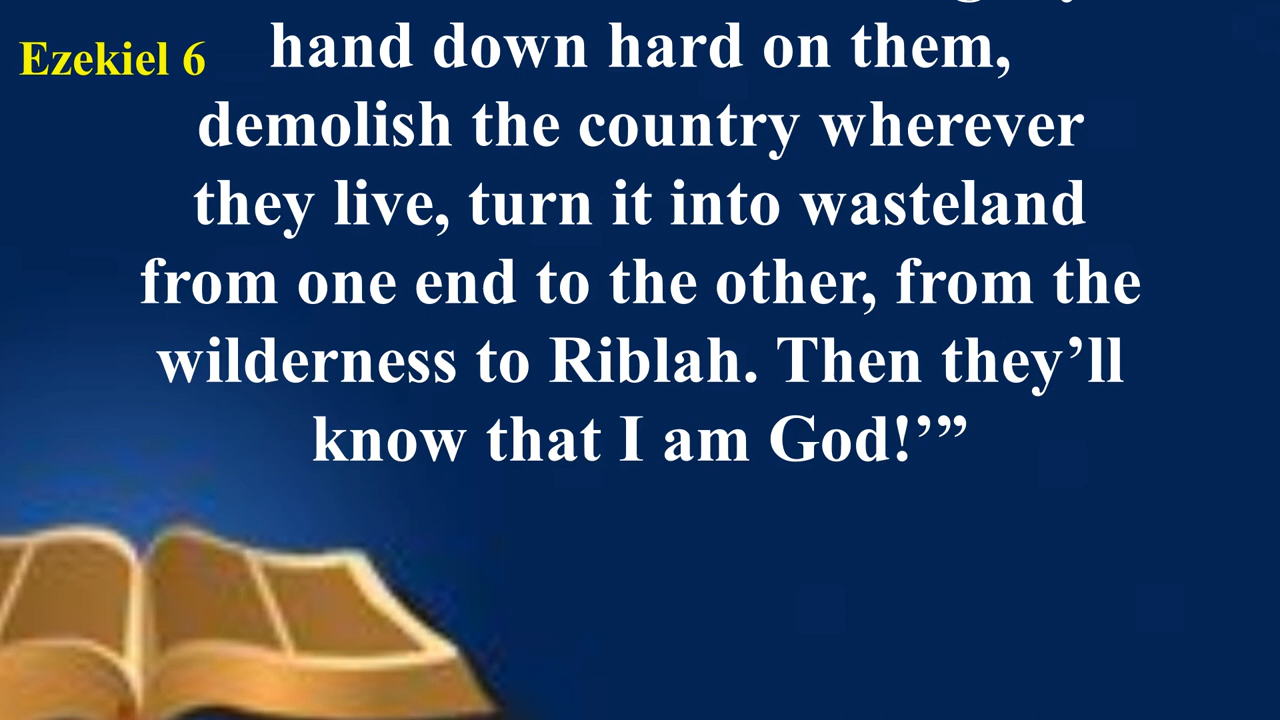 Ezekiel 6
hand down hard on them,
demolish the country wherever
they live, turn it into wasteland
from one end to the other, from the
wilderness to Riblah. Then they’ll
know that I am God!’”